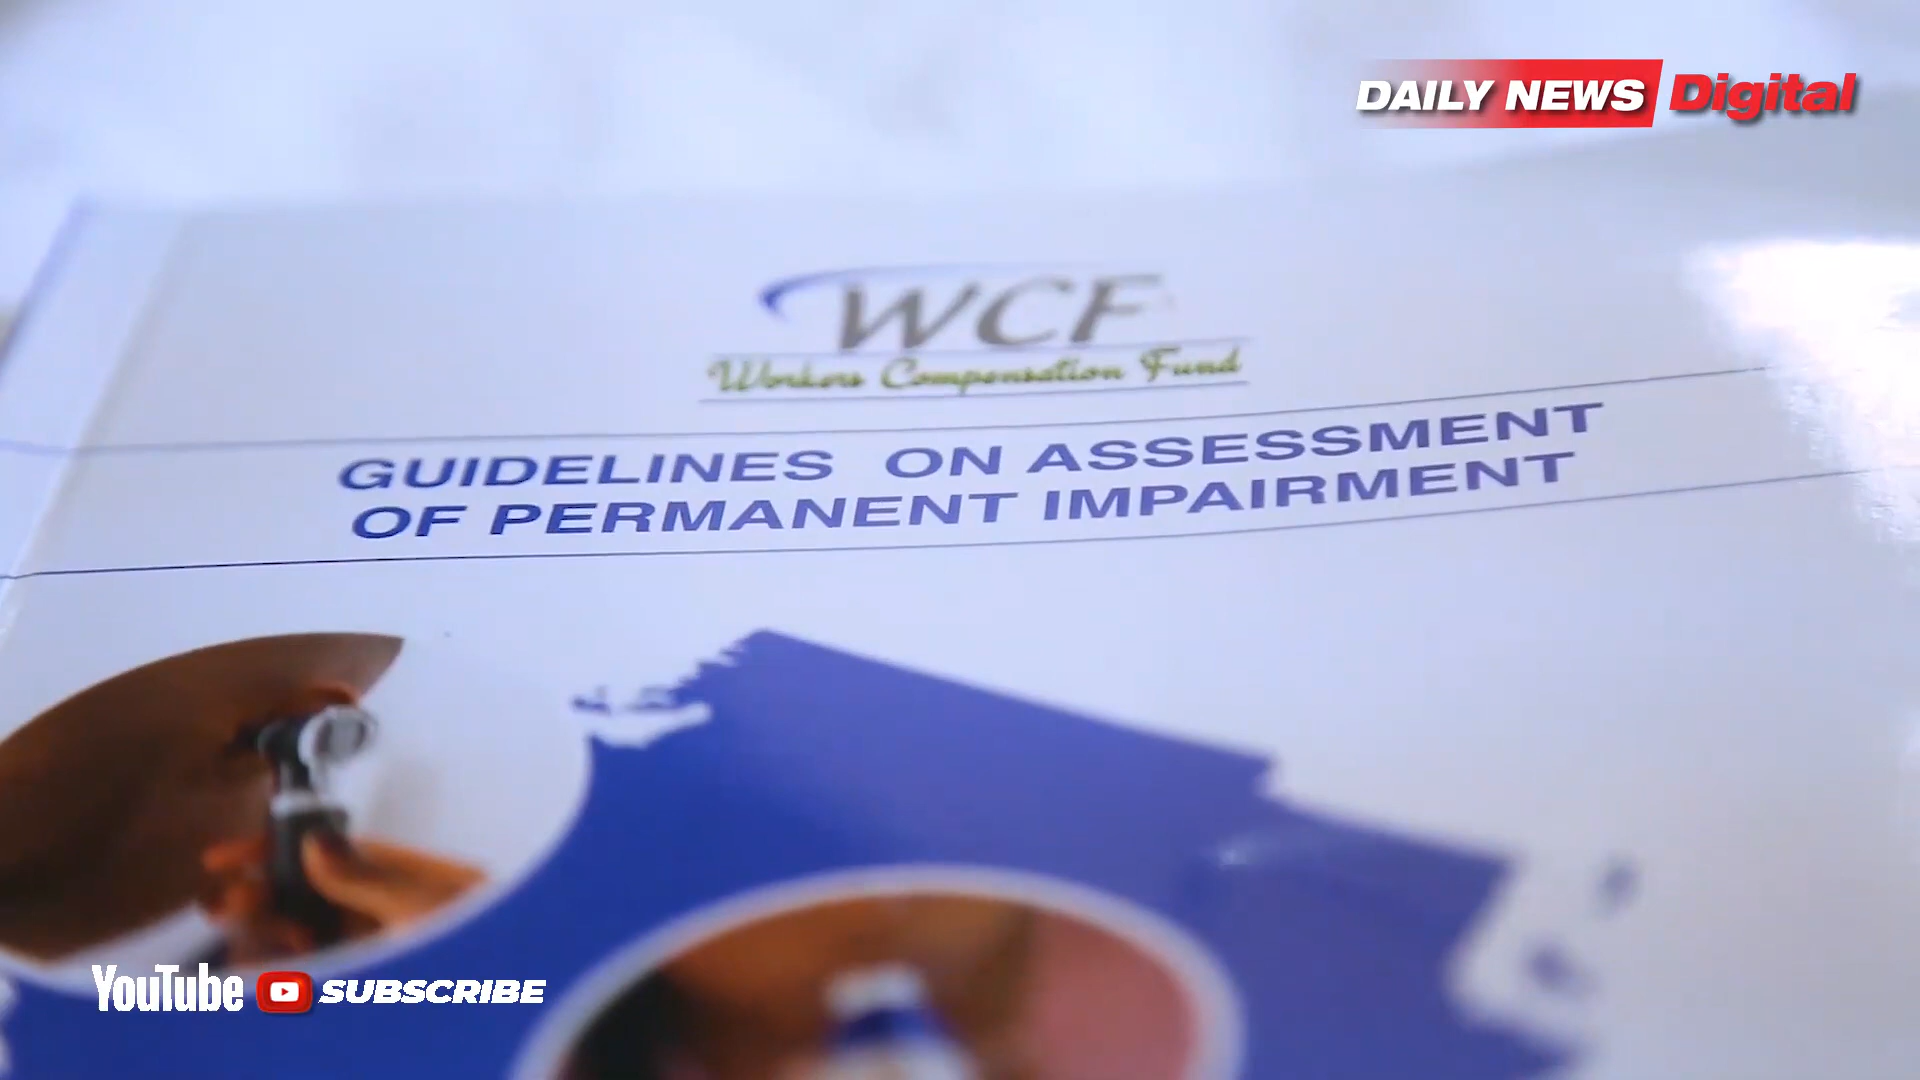 DAILY NEWS Digital
WCF
Workers Compensation Fund
GUIDELINES ON ASSESSMENT
OF PERMANENT IMPAIRMENT
YouTube SUBSCRIBE